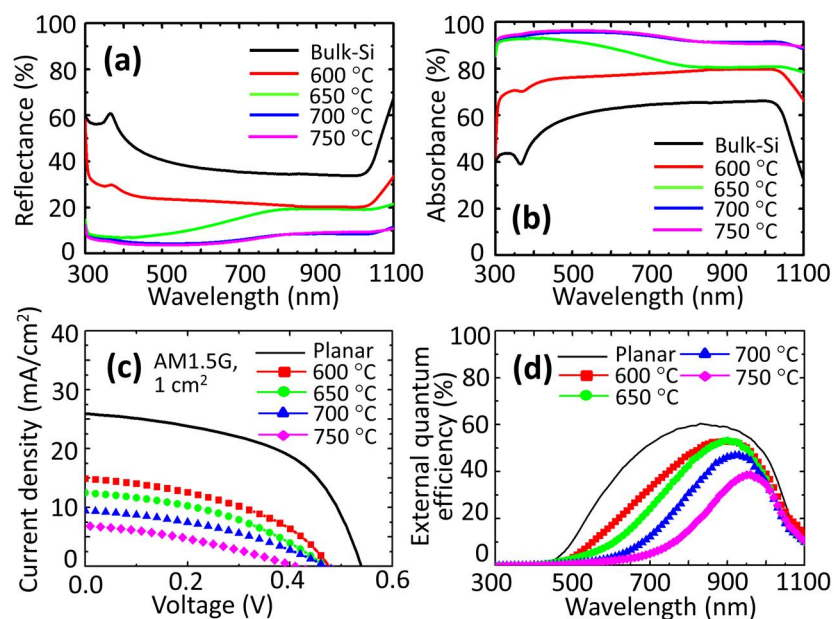 (a)
Reflectance (%)
100
80
60
40
20
0
Bulk-Si
600 °C
650 °C
700 °C
750 °C
300 500 700 900 1100
Wavelength (nm)
(b)
Absorbance (%)
100
80
60
40
20
0
Bulk-Si
600 °C
650 °C
700 °C
750 °C
300 500 700 900 1100
Wavelength (nm)
(c)
AM1.5G,
1 cm²
Current density (mA/cm²)
40
30
20
10
0
Planar
600 °C
650 °C
700 °C
750 °C
0.0 0.2 0.4 0.6
Voltage (V)
(d)
External quantum
efficiency (%)
100
80
60
40
20
0
Planar
600 °C
650 °C
700 °C
750 °C
300 500 700 900 1100
Wavelength (nm)